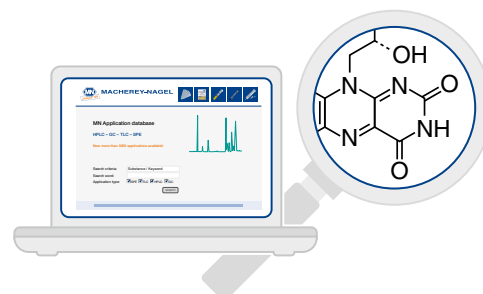 MN
MACHEREY-NAGEL
MN Application database
HPLC – GC – TLC – SPE
Search criteria: Substance / Keyword
Search word:
Application type: SPE TLC HPLC GC
OH
N
N
O
N
NH
O